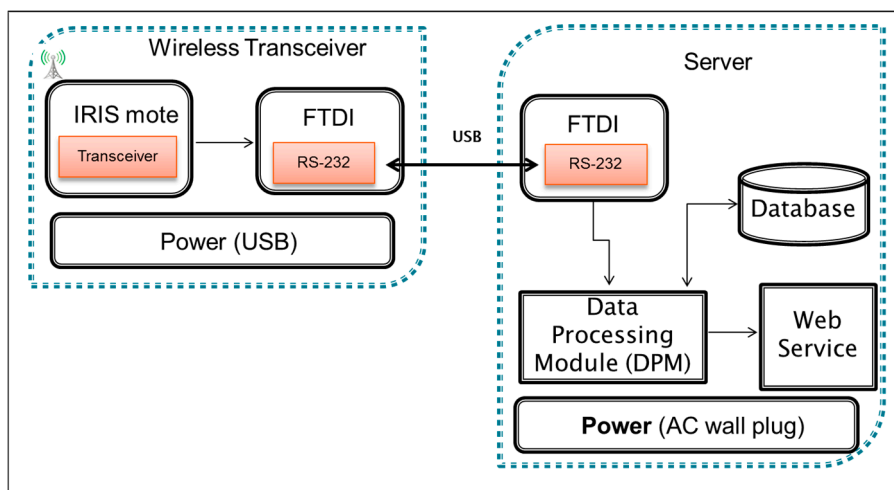 Wireless Transceiver
IRIS mote
Transceiver
FTDI
RS-232
Power (USB)
USB
Server
FTDI
RS-232
Database
Data
Processing
Module (DPM)
Web
Service
Power (AC wall plug)